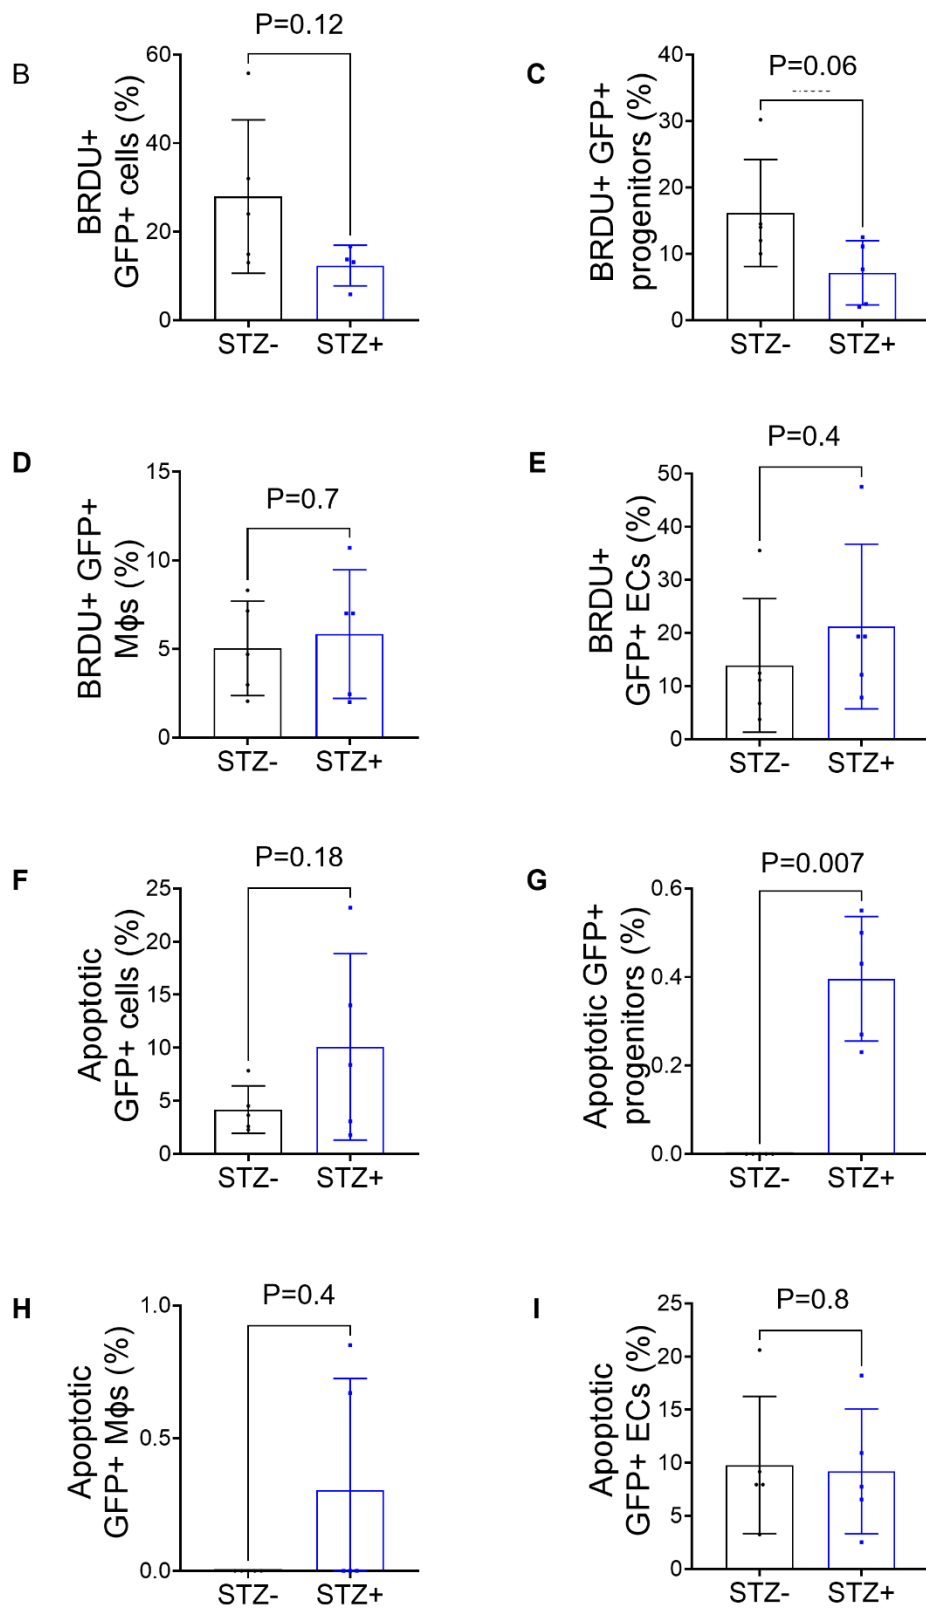 B
P=0.12
BRDU+
GFP+ cells (%)
60
40
20
0
STZ- STZ+
C
P=0.06
BRDU+ GFP+
progenitors (%)
40
30
20
10
0
STZ- STZ+
D
P=0.7
BRDU+ GFP+
Mϕs (%)
15
10
5
0
STZ- STZ+
E
P=0.4
BRDU+
GFP+ ECs (%)
50
40
30
20
10
0
STZ- STZ+
F
P=0.18
Apoptotic
GFP+ cells (%)
25
20
15
10
5
0
STZ- STZ+
G
P=0.007
Apoptotic GFP+
progenitors (%)
0.6
0.4
0.2
0.0
STZ- STZ+
H
P=0.4
Apoptotic
GFP+ Mϕs (%)
1.0
0.5
0.0
STZ- STZ+
I
P=0.8
Apoptotic
GFP+ ECs (%)
25
20
15
10
5
0
STZ- STZ+